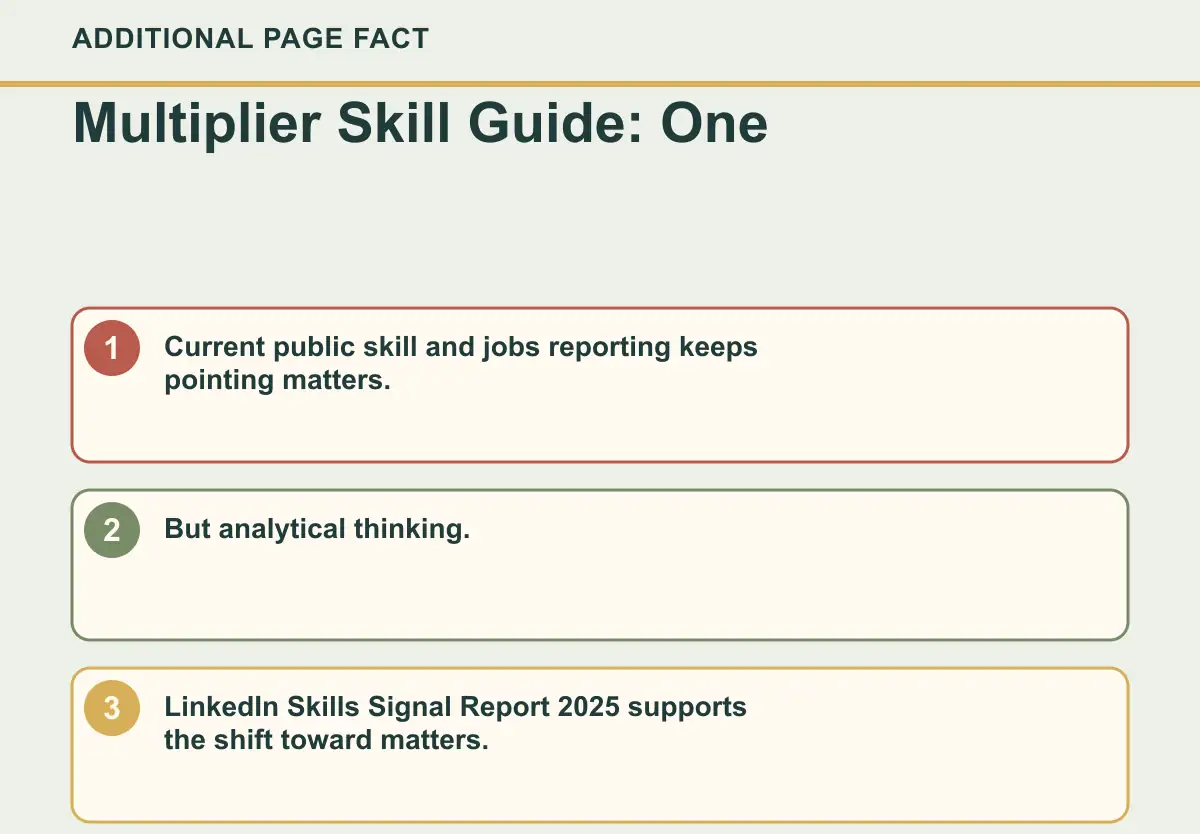 ADDITIONAL PAGE FACT
Multiplier Skill Guide: One
1
Current public skill and jobs reporting keeps
pointing matters.
2
But analytical thinking.
3
LinkedIn Skills Signal Report 2025 supports
the shift toward matters.